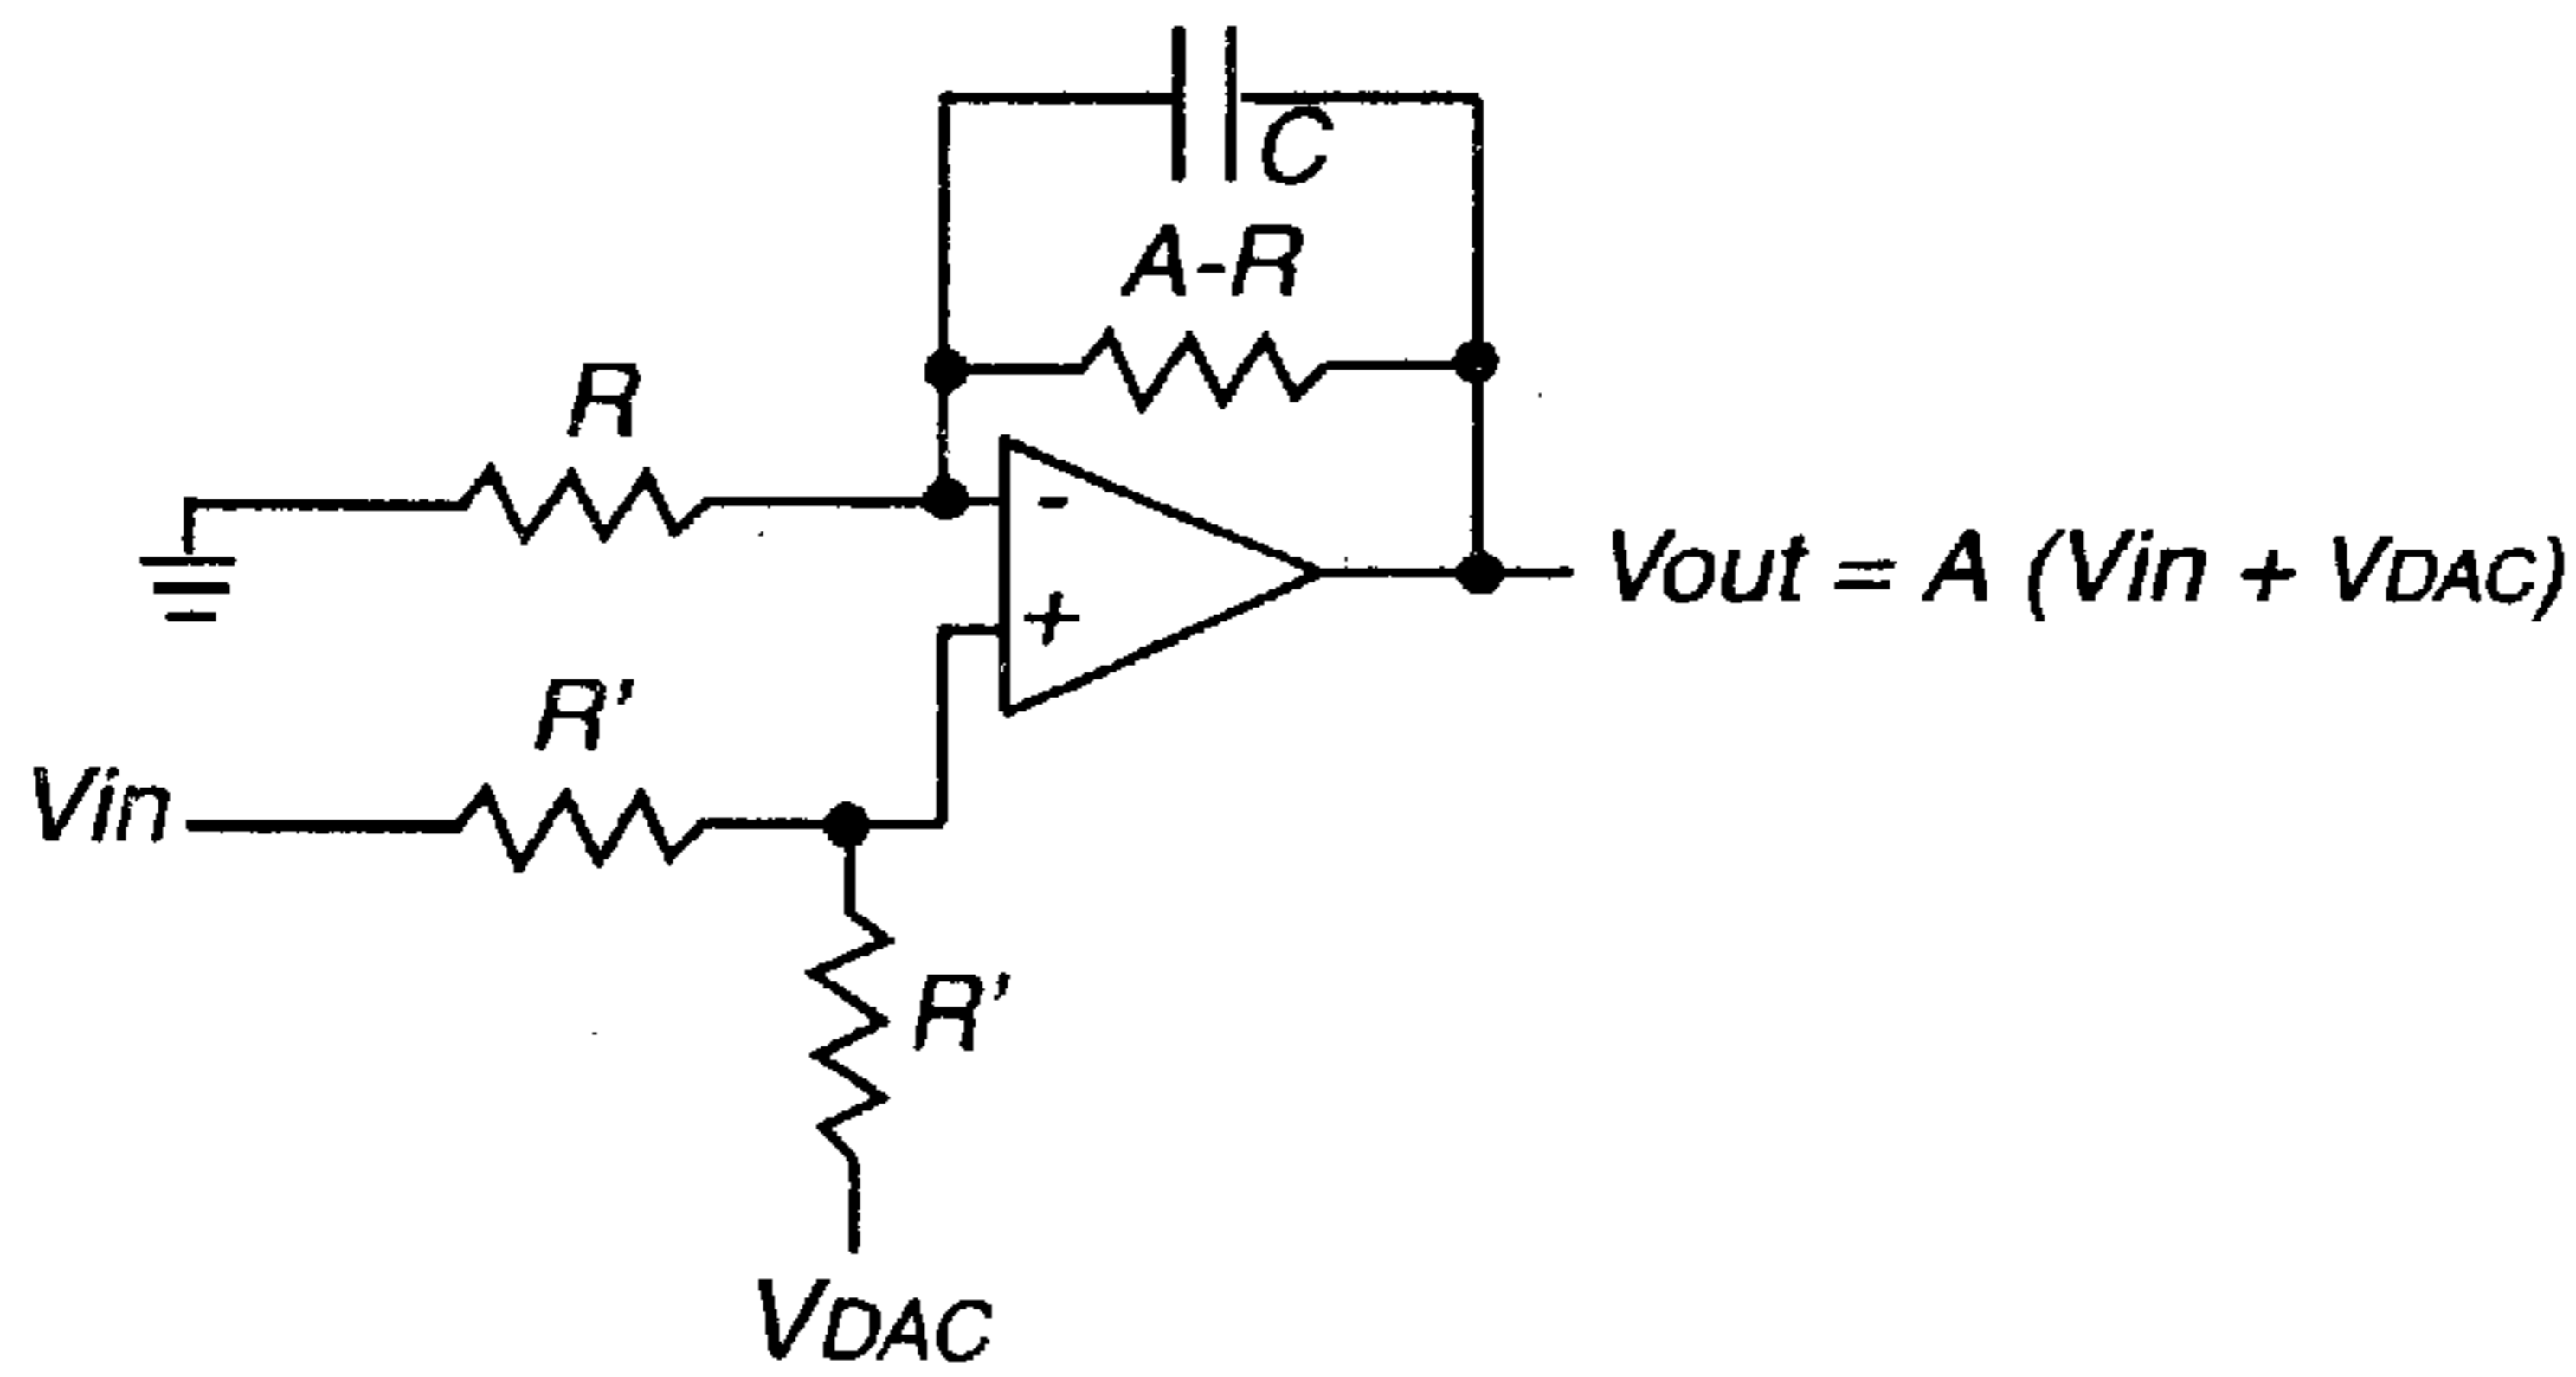 C
A-R
R
-
+
Vout = A (Vin + VDAC)
R'
Vin
R'
VDAC